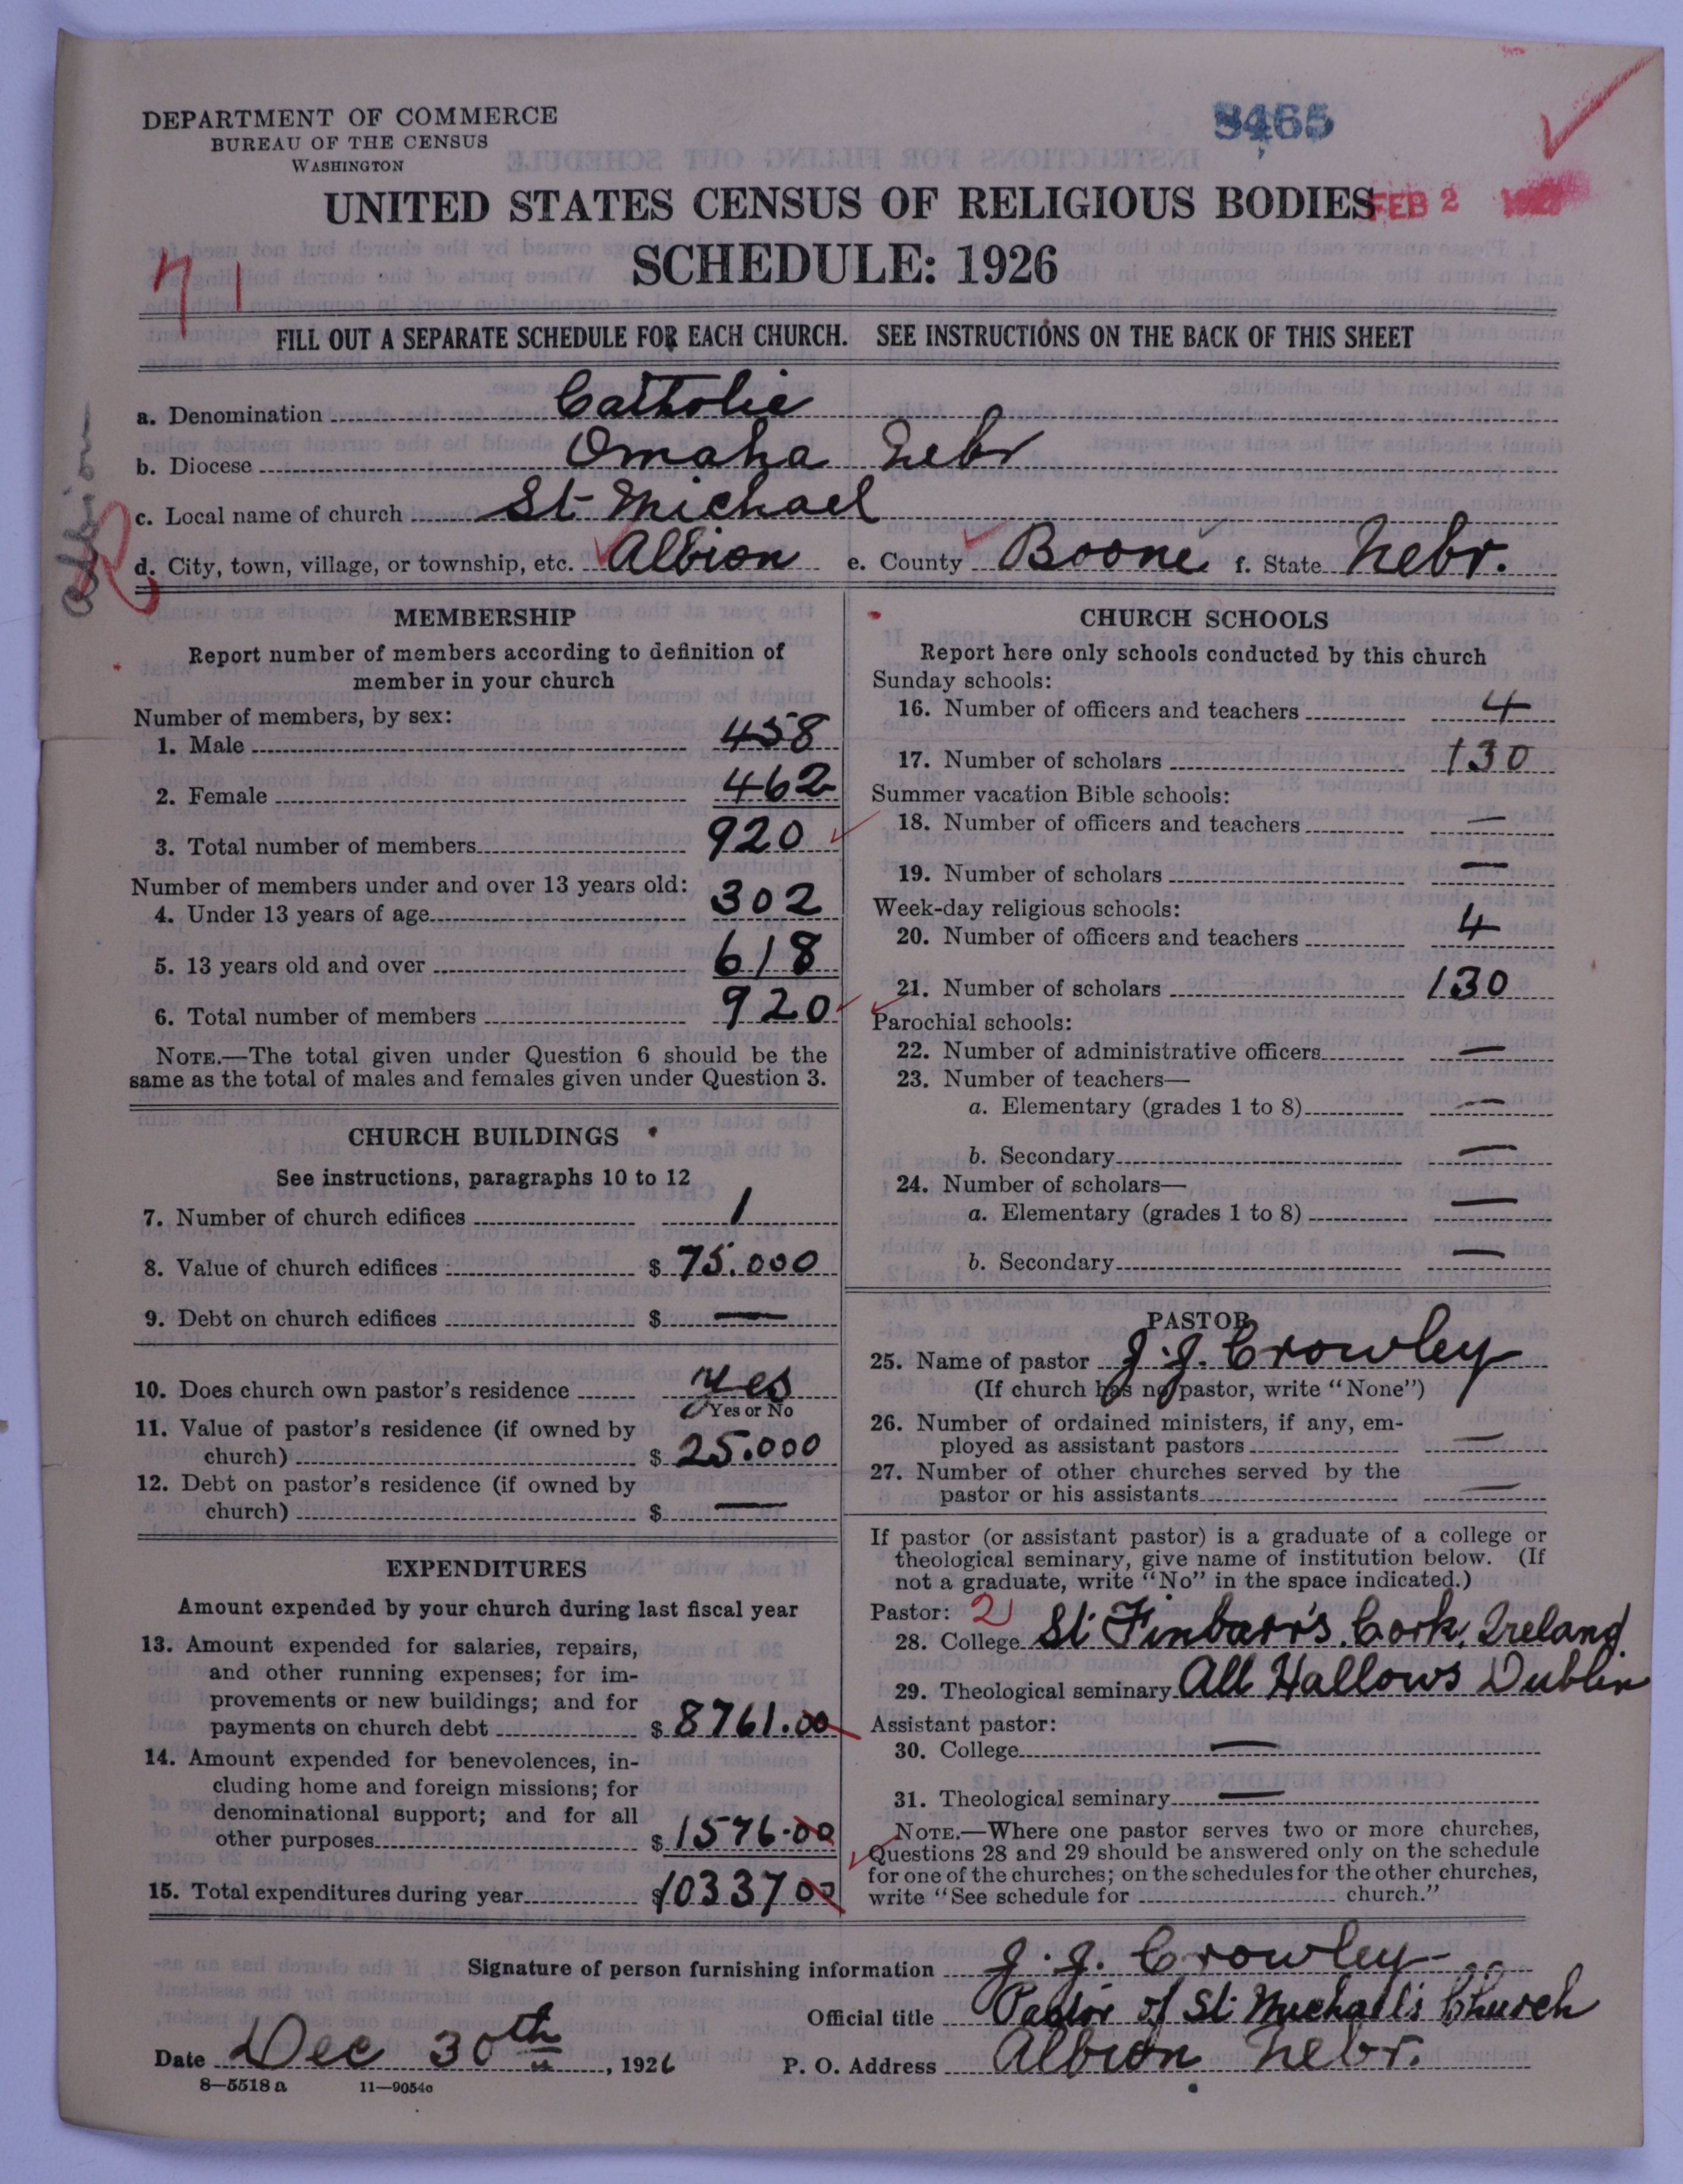 DEPARTMENT OF COMMERCE
BUREAU OF THE CENSUS
WASHINGTON
8465
UNITED STATES CENSUS OF RELIGIOUS BODIES
FEB 2
SCHEDULE: 1926
71
FILL OUT A SEPARATE SCHEDULE FOR EACH CHURCH. SEE INSTRUCTIONS ON THE BACK OF THIS SHEET
Albion
a. Denomination Catholic
b. Diocese Omaha Nebr
c. Local name of church St Michael
d. City, town, village, or township, etc. Albion e. County Boone f. State Nebr.
MEMBERSHIP
Report number of members according to definition of
member in your church
Number of members, by sex:
1. Male 458
2. Female 462
3. Total number of members 920
Number of members under and over 13 years old:
4. Under 13 years of age 302
5. 13 years old and over 618
6. Total number of members 920
NOTE.—The total given under Question 6 should be the
same as the total of males and females given under Question 3.
CHURCH BUILDINGS
See instructions, paragraphs 10 to 12
7. Number of church edifices 1
8. Value of church edifices $ 75.000
9. Debt on church edifices $ —
10. Does church own pastor's residence yes
Yes or No
11. Value of pastor's residence (if owned by
church) $ 25.000
12. Debt on pastor's residence (if owned by
church) $ —
EXPENDITURES
Amount expended by your church during last fiscal year
13. Amount expended for salaries, repairs,
and other running expenses; for im-
provements or new buildings; and for
payments on church debt $ 8761.00
14. Amount expended for benevolences, in-
cluding home and foreign missions; for
denominational support; and for all
other purposes $ 1576.00
15. Total expenditures during year $ 10337 00
CHURCH SCHOOLS
Report here only schools conducted by this church
Sunday schools:
16. Number of officers and teachers 4
17. Number of scholars 130
Summer vacation Bible schools:
18. Number of officers and teachers —
19. Number of scholars —
Week-day religious schools:
20. Number of officers and teachers 4
21. Number of scholars 130
Parochial schools:
22. Number of administrative officers —
23. Number of teachers—
a. Elementary (grades 1 to 8) —
b. Secondary —
24. Number of scholars—
a. Elementary (grades 1 to 8) —
b. Secondary —
PASTOR
25. Name of pastor J. J. Crowley
(If church has no pastor, write "None")
26. Number of ordained ministers, if any, em-
ployed as assistant pastors —
27. Number of other churches served by the
pastor or his assistants —
If pastor (or assistant pastor) is a graduate of a college or
theological seminary, give name of institution below. (If
not a graduate, write "No" in the space indicated.)
Pastor: 2
28. College St Finbarr's. Cork, Ireland
29. Theological seminary All Hallows Dublin
Assistant pastor:
30. College —
31. Theological seminary —
NOTE.—Where one pastor serves two or more churches,
Questions 28 and 29 should be answered only on the schedule
for one of the churches; on the schedules for the other churches,
write "See schedule for church."
Signature of person furnishing information J. J. Crowley
Official title Pastor of St Michael's Church
Date Dec 30th, 1926 P. O. Address Albion Nebr.
8—5518 a 11—9054o